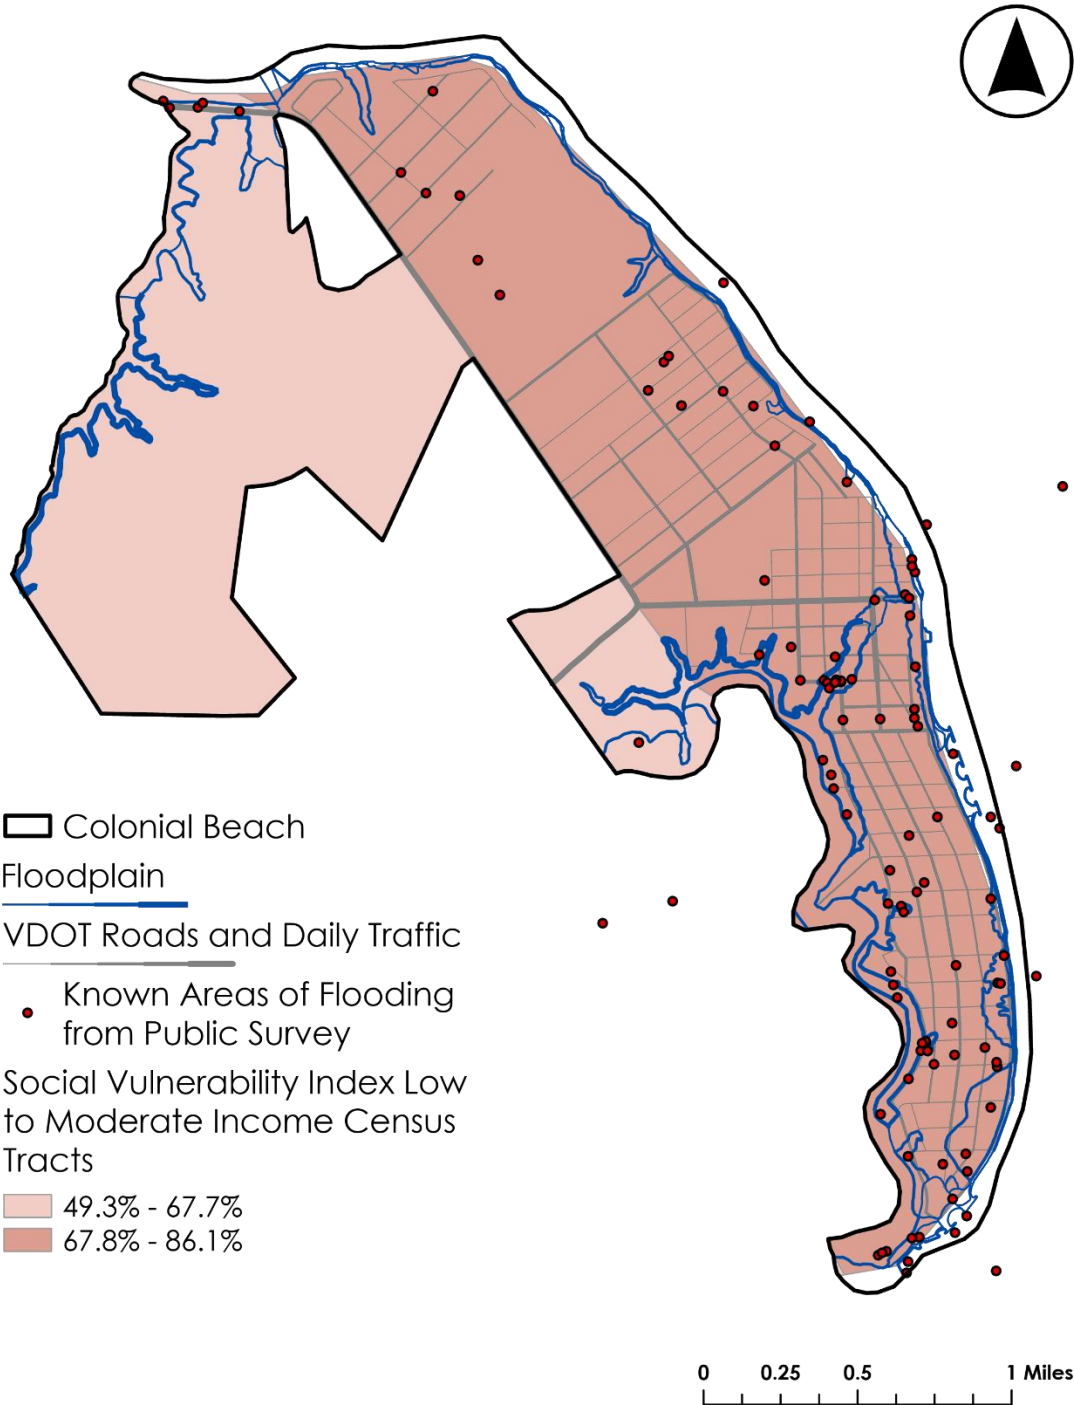 Colonial Beach
Floodplain
VDOT Roads and Daily Traffic
Known Areas of Flooding
from Public Survey
Social Vulnerability Index Low
to Moderate Income Census
Tracts
49.3% - 67.7%
67.8% - 86.1%
0 0.25 0.5 1 Miles